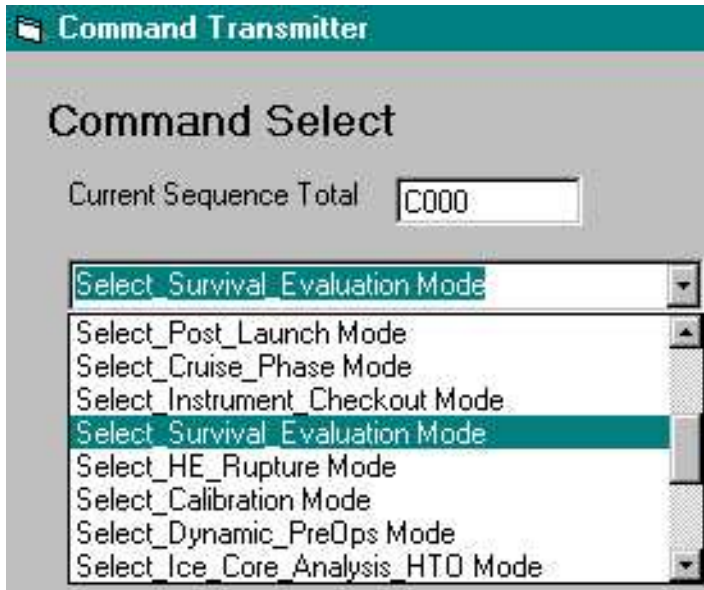 Command Transmitter
Command Select
Current Sequence Total C000
Select_Survival_Evaluation Mode
Select_Post_Launch Mode
Select_Cruise_Phase Mode
Select_Instrument_Checkout Mode
Select_Survival_Evaluation Mode
Select_HE_Rupture Mode
Select_Calibration Mode
Select_Dynamic_PreOps Mode
Select_Ice_Core_Analysis_HTO Mode